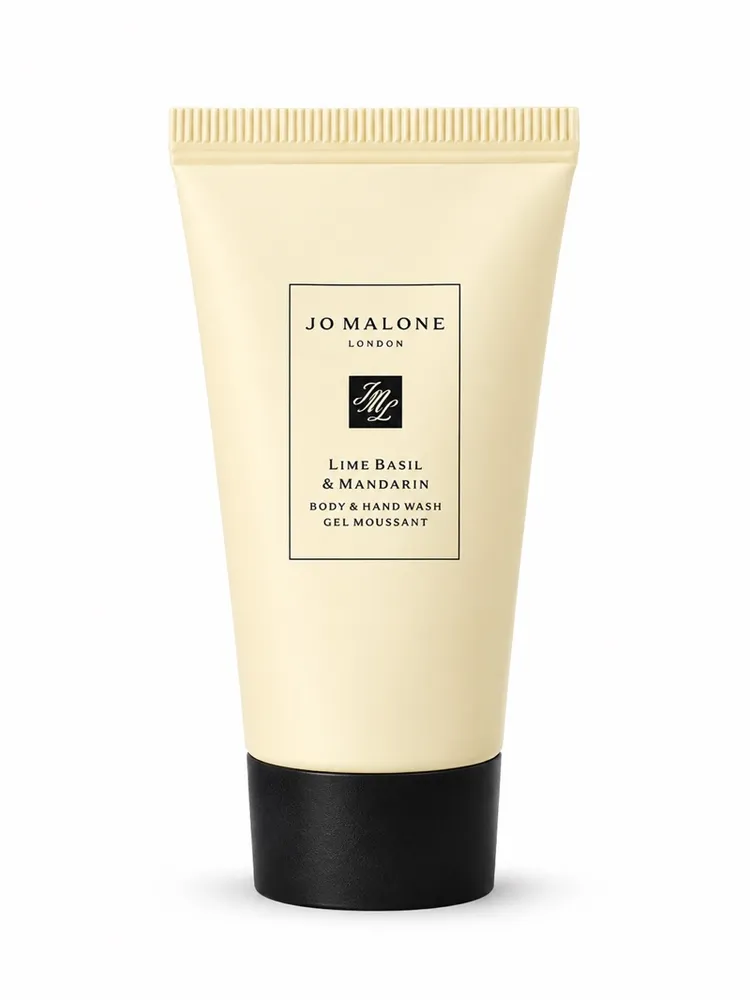 JO MALONE
LONDON
JML
LIME BASIL
& MANDARIN
BODY & HAND WASH
GEL MOUSSANT